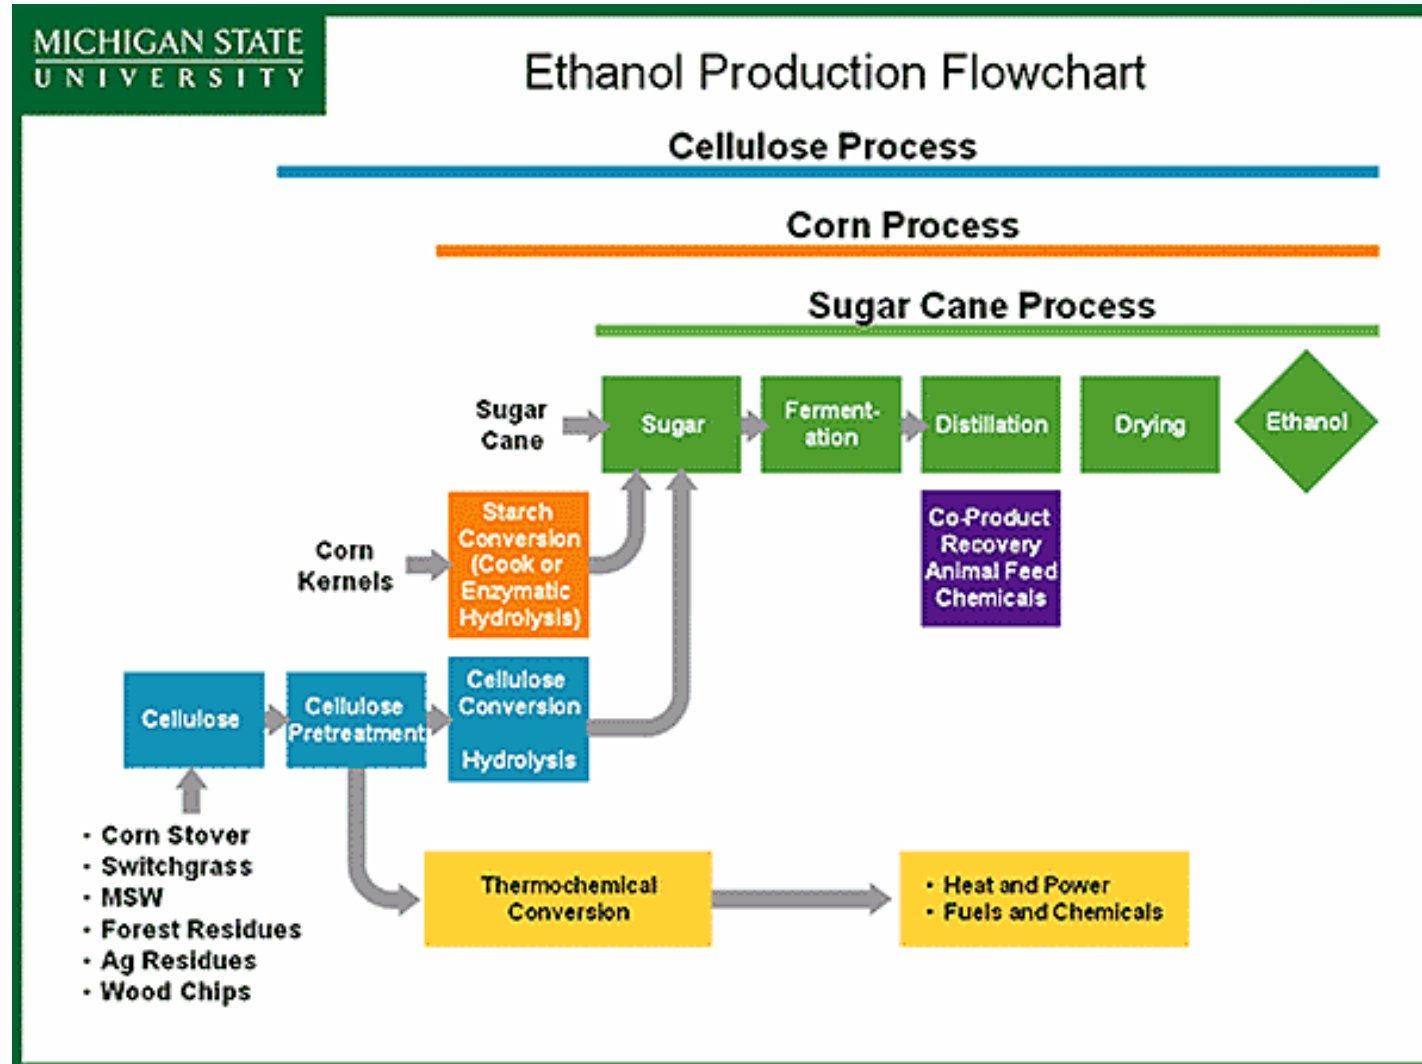 MICHIGAN STATE
UNIVERSITY
Ethanol Production Flowchart
Cellulose Process
Corn Process
Sugar Cane Process
Sugar
Cane
Sugar
Ferment-
ation
Distillation
Drying
Ethanol
Corn
Kernels
Starch
Conversion
(Cook or
Enzymatic
Hydrolysis)
Co-Product
Recovery
Animal Feed
Chemicals
Cellulose
Cellulose
Pretreatment
Cellulose
Conversion
Hydrolysis
• Corn Stover
• Switchgrass
• MSW
• Forest Residues
• Ag Residues
• Wood Chips
Thermochemical
Conversion
• Heat and Power
• Fuels and Chemicals